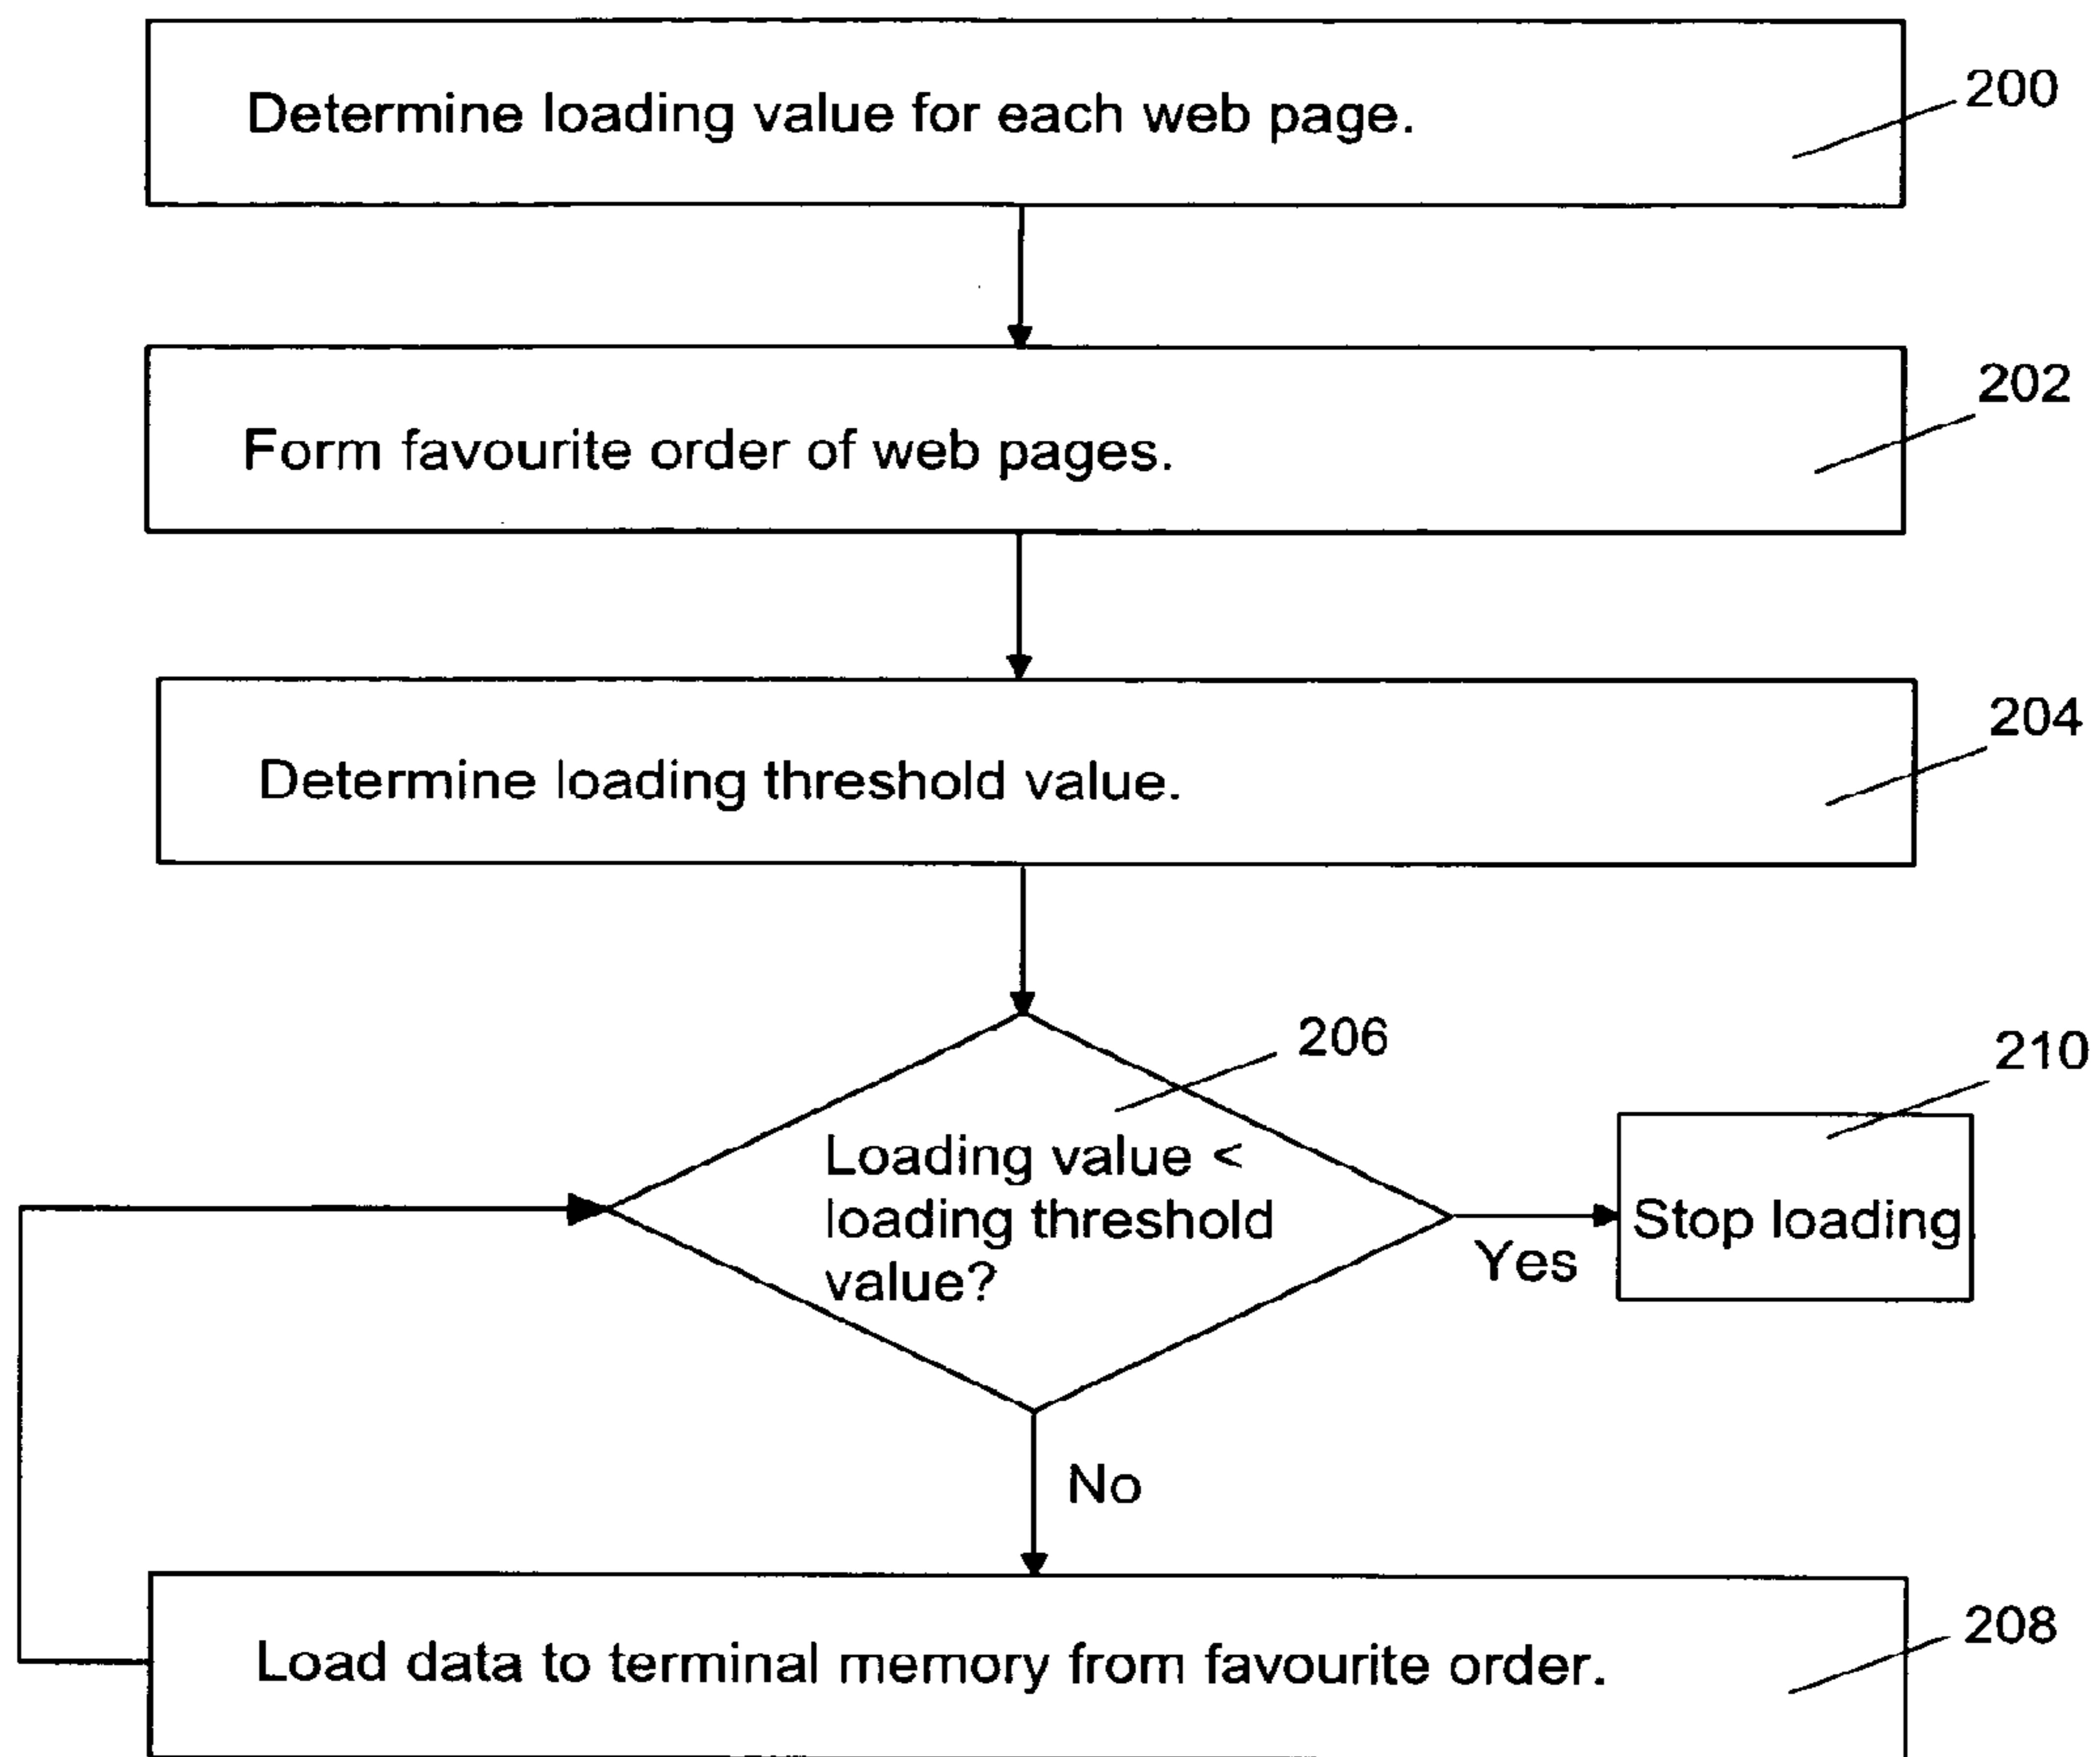 Determine loading value for each web page.
200
Form favourite order of web pages.
202
Determine loading threshold value.
204
206
Loading value <
loading threshold
value?
210
Stop loading
Yes
No
Load data to terminal memory from favourite order.
208